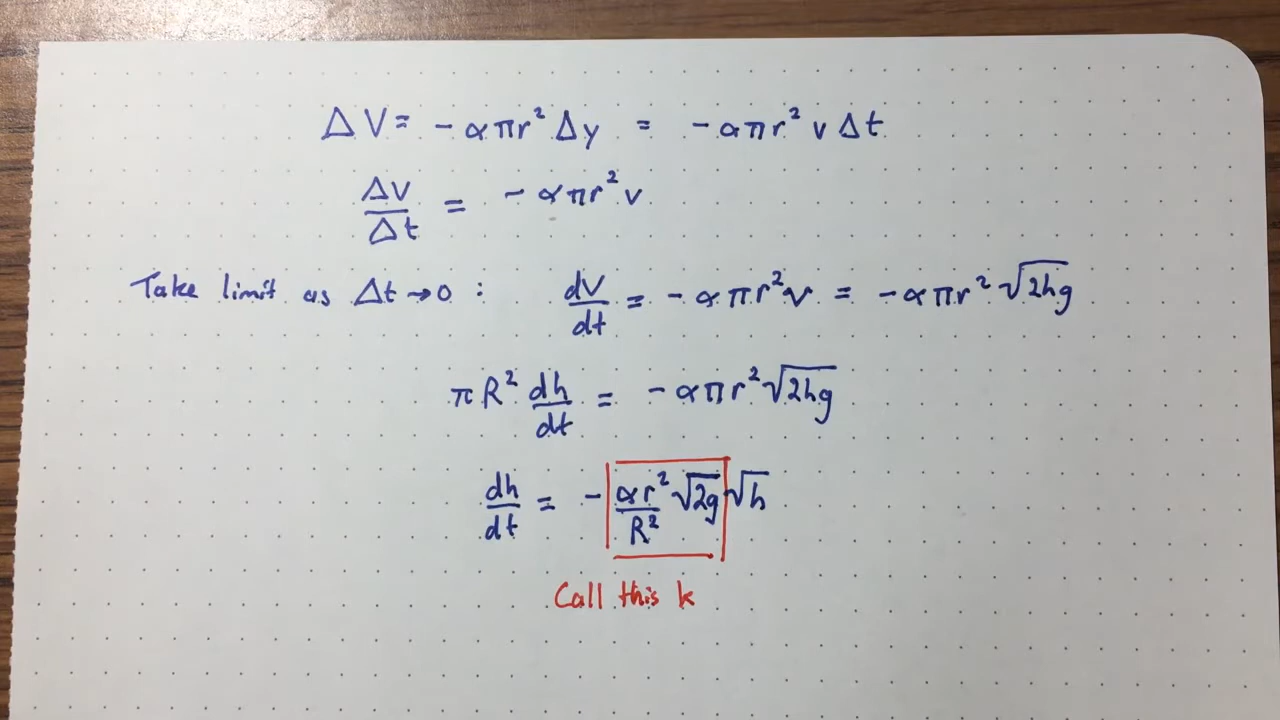 ΔV = -απr² Δy = -απr² v Δt
ΔV/Δt = -απr² v
Take limit as Δt→0 : dV/dt = -απr² v = -απr² √(2hg)
πR² dh/dt = -απr² √(2hg)
dh/dt = - αr²/R² √(2g) √h
Call this k